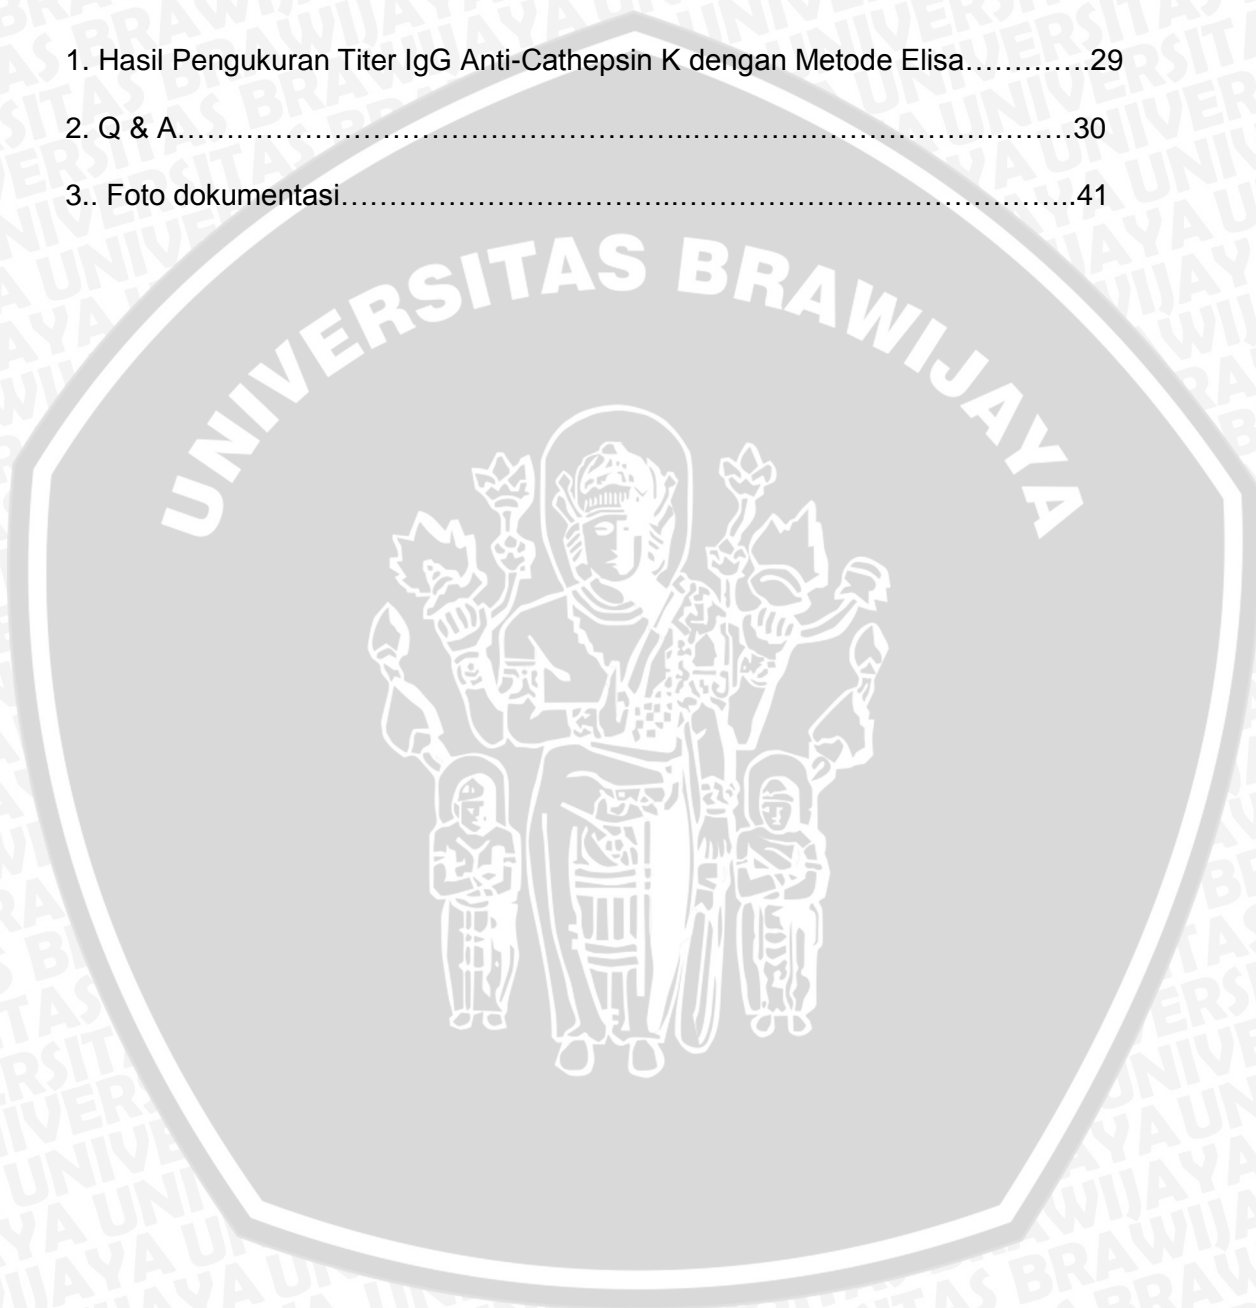 1. Hasil Pengukuran Titer IgG Anti-Cathepsin K dengan Metode Elisa………….29
2. Q & A……………………………………………………..………………………………………30
3.. Foto dokumentasi……………………………………..………………………………………..41
UNIVERSITAS BRAWIJAYA